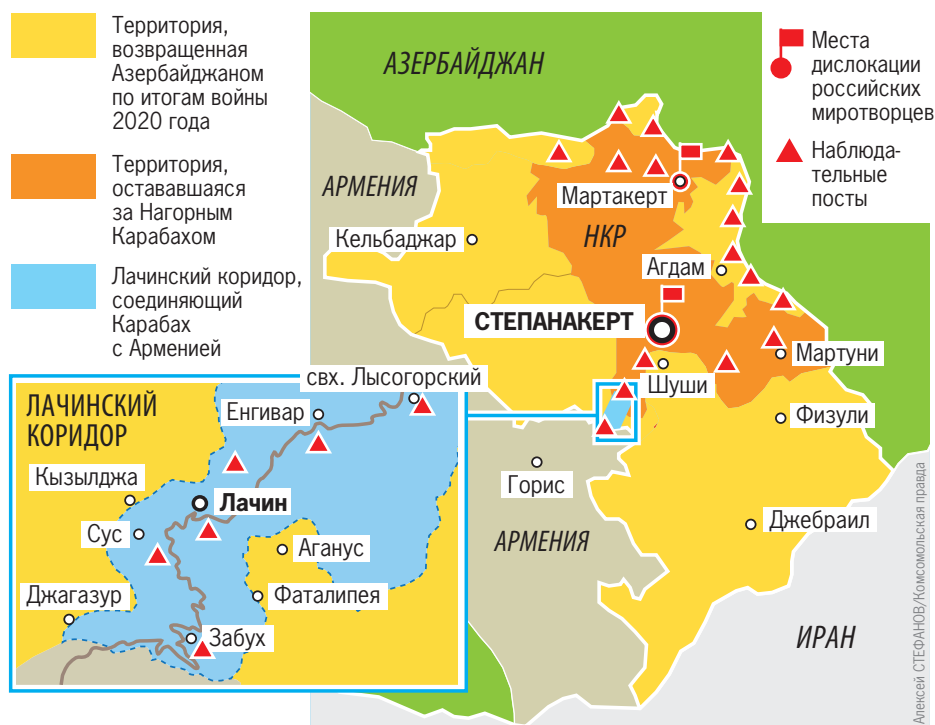 Территория,
возвращенная
Азербайджаном
по итогам войны
2020 года
Территория,
остававшаяся
за Нагорным
Карабахом
Лачинский коридор,
соединяющий
Карабах
с Арменией
АЗЕРБАЙДЖАН
Места
дислокации
российских
миротворцев
Наблюда-
тельные
посты
АРМЕНИЯ
Мартакерт
НКР
Кельбаджар
Агдам
СТЕПАНАКЕРТ
Мартуни
Шуши
Физули
Горис
АРМЕНИЯ
Джебраил
ИРАН
ЛАЧИНСКИЙ
КОРИДОР
свх. Лысогорский
Енгивар
Кызылджа
Лачин
Сус
Аганус
Джагазур
Фаталипея
Забух
Алексей СТЕФАНОВ/Комсомольская правда